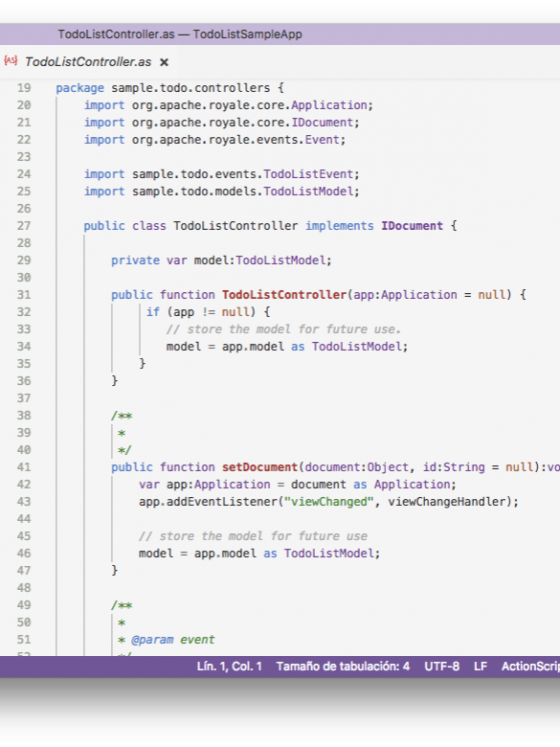 TodoListController.as — TodoListSampleApp
{AS} TodoListController.as ×
19 package sample.todo.controllers {
20 import org.apache.royale.core.Application;
21 import org.apache.royale.core.IDocument;
22 import org.apache.royale.events.Event;
23
24 import sample.todo.events.TodoListEvent;
25 import sample.todo.models.TodoListModel;
26
27 public class TodoListController implements IDocument {
28
29 private var model:TodoListModel;
30
31 public function TodoListController(app:Application = null) {
32 if (app != null) {
33 // store the model for future use.
34 model = app.model as TodoListModel;
35 }
36 }
37
38 /**
39 *
40 */
41 public function setDocument(document:Object, id:String = null):vo
42 var app:Application = document as Application;
43 app.addEventListener("viewChanged", viewChangeHandler);
44
45 // store the model for future use
46 model = app.model as TodoListModel;
47 }
48
49 /**
50 *
51 * @param event
52 */
Lín. 1, Col. 1 Tamaño de tabulación: 4 UTF-8 LF ActionScrip